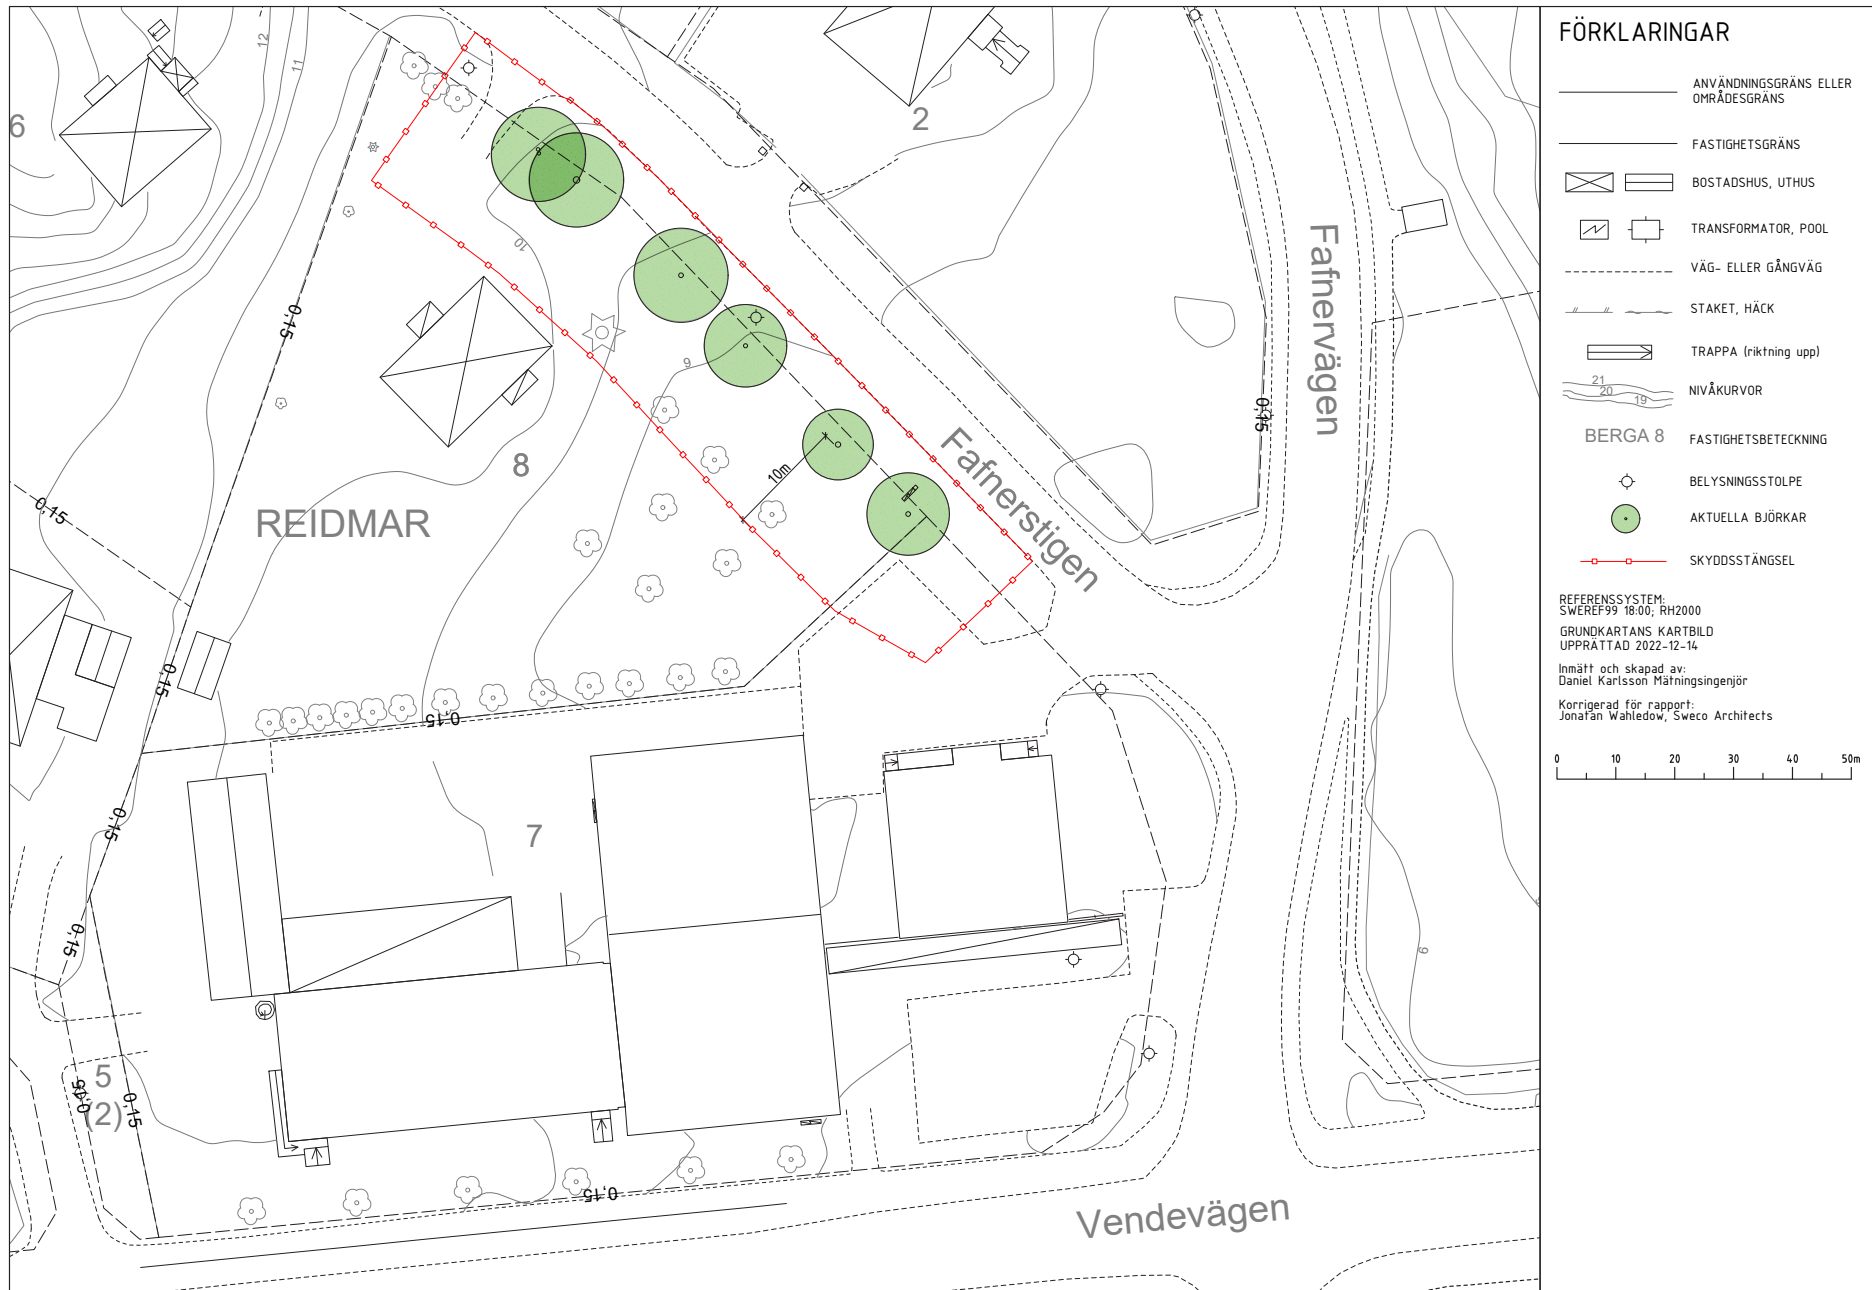 12
11
6
2
10
9
8
0,15
0,15
REIDMAR
10m
Fafnerstigen
Fafnervägen
0,15
0,15
0,15
0,15
7
0,15
5
(2)
0,15
0,15
0,15
9
Vendevägen
FÖRKLARINGAR
ANVÄNDNINGSGRÄNS ELLER
OMRÅDESGRÄNS
FASTIGHETSGRÄNS
BOSTADSHUS, UTHUS
TRANSFORMATOR, POOL
VÄG- ELLER GÅNGVÄG
STAKET, HÄCK
TRAPPA (riktning upp)
21
20
19
NIVÅKURVOR
BERGA 8
FASTIGHETSBETECKNING
BELYSNINGSSTOLPE
AKTUELLA BJÖRKAR
SKYDDSSTÄNGSEL
REFERENSSYSTEM:
SWEREF99 18:00; RH2000
GRUNDKARTANS KARTBILD
UPPRÄTTAD 2022-12-14
Inmätt och skapad av:
Daniel Karlsson Mätningsingenjör
Korrigerad för rapport:
Jonatan Wahledow, Sweco Architects
0 10 20 30 40 50m